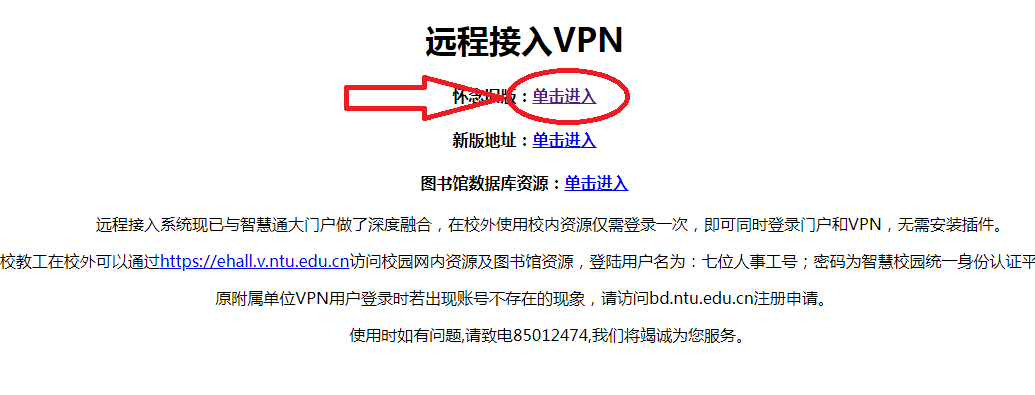 远程接入VPN
怀念旧版：单击进入
新版地址：单击进入
图书馆数据库资源：单击进入
远程接入系统现已与智慧通大门户做了深度融合，在校外使用校内资源仅需登录一次，即可同时登录门户和VPN，无需安装插件。
校教工在校外可以通过https://ehall.v.ntu.edu.cn访问校园网内资源及图书馆资源，登陆用户名为：七位人事工号；密码为智慧校园统一身份认证平
原附属单位VPN用户登录时若出现账号不存在的现象，请访问bd.ntu.edu.cn注册申请。
使用时如有问题,请致电85012474,我们将竭诚为您服务。